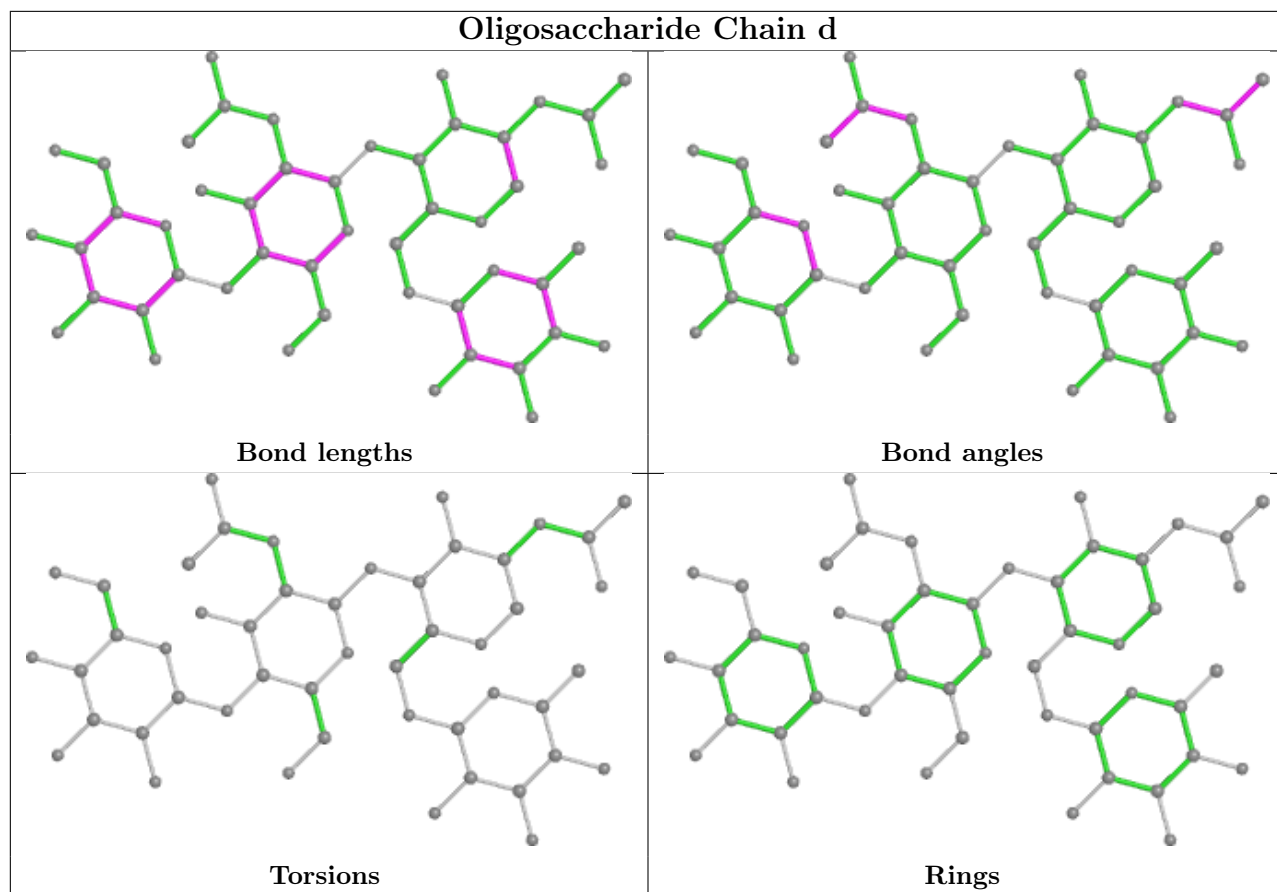 Oligosaccharide Chain d
Bond lengths
Bond angles
Torsions
Rings